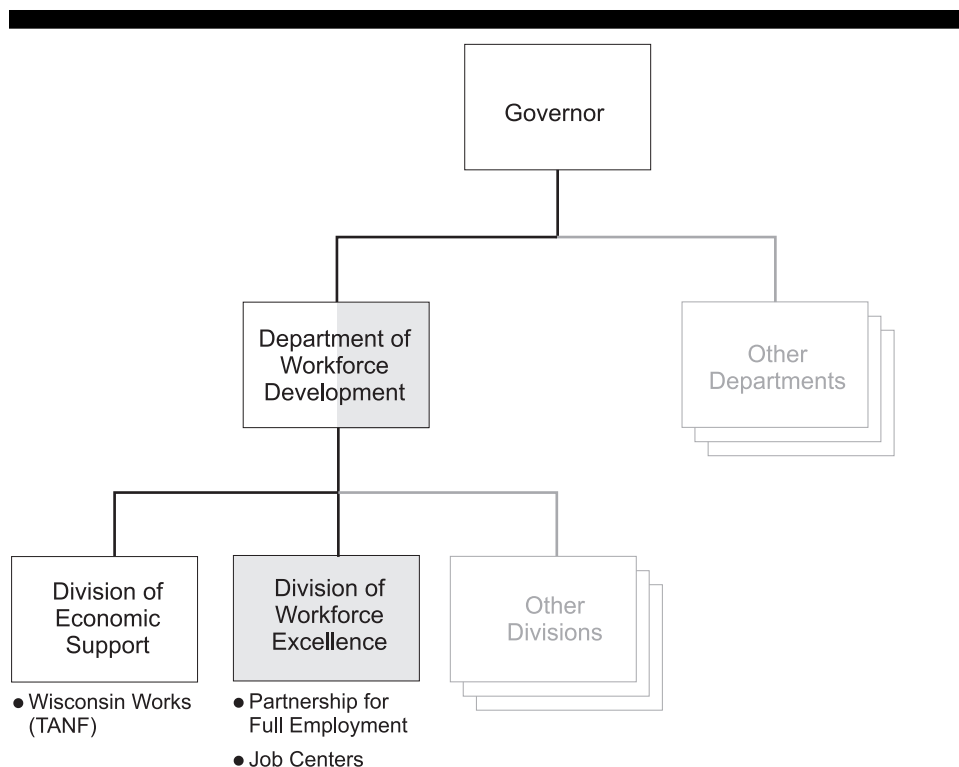 Governor
Department of
Workforce
Development
Other
Departments
Division of
Economic
Support
Division of
Workforce
Excellence
Other
Divisions
● Wisconsin Works
(TANF)
● Partnership for
Full Employment
● Job Centers